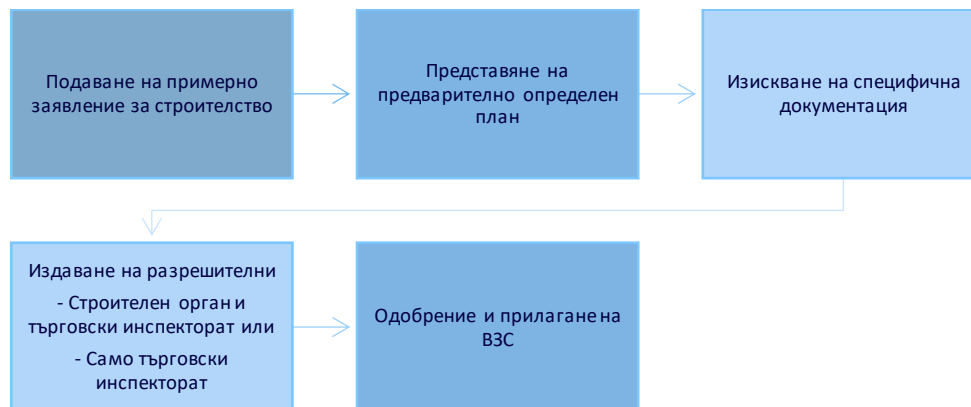 Подаване на примерно
заявление за строителство
Представяне на
предварително определен
план
Изискване на специфична
документация
Издаване на разрешителни
- Строителен орган и
търговски инспекторат или
- Само търговски
инспекторат
Одобрение и прилагане на
ВЗС